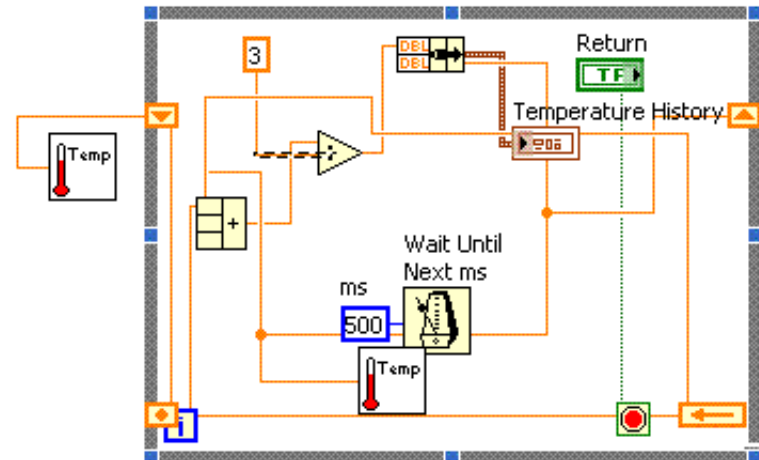 3
DBL
DBL
Return
TF
Temperature History
Temp
+
÷
Wait Until
Next ms
ms
500
Temp
i